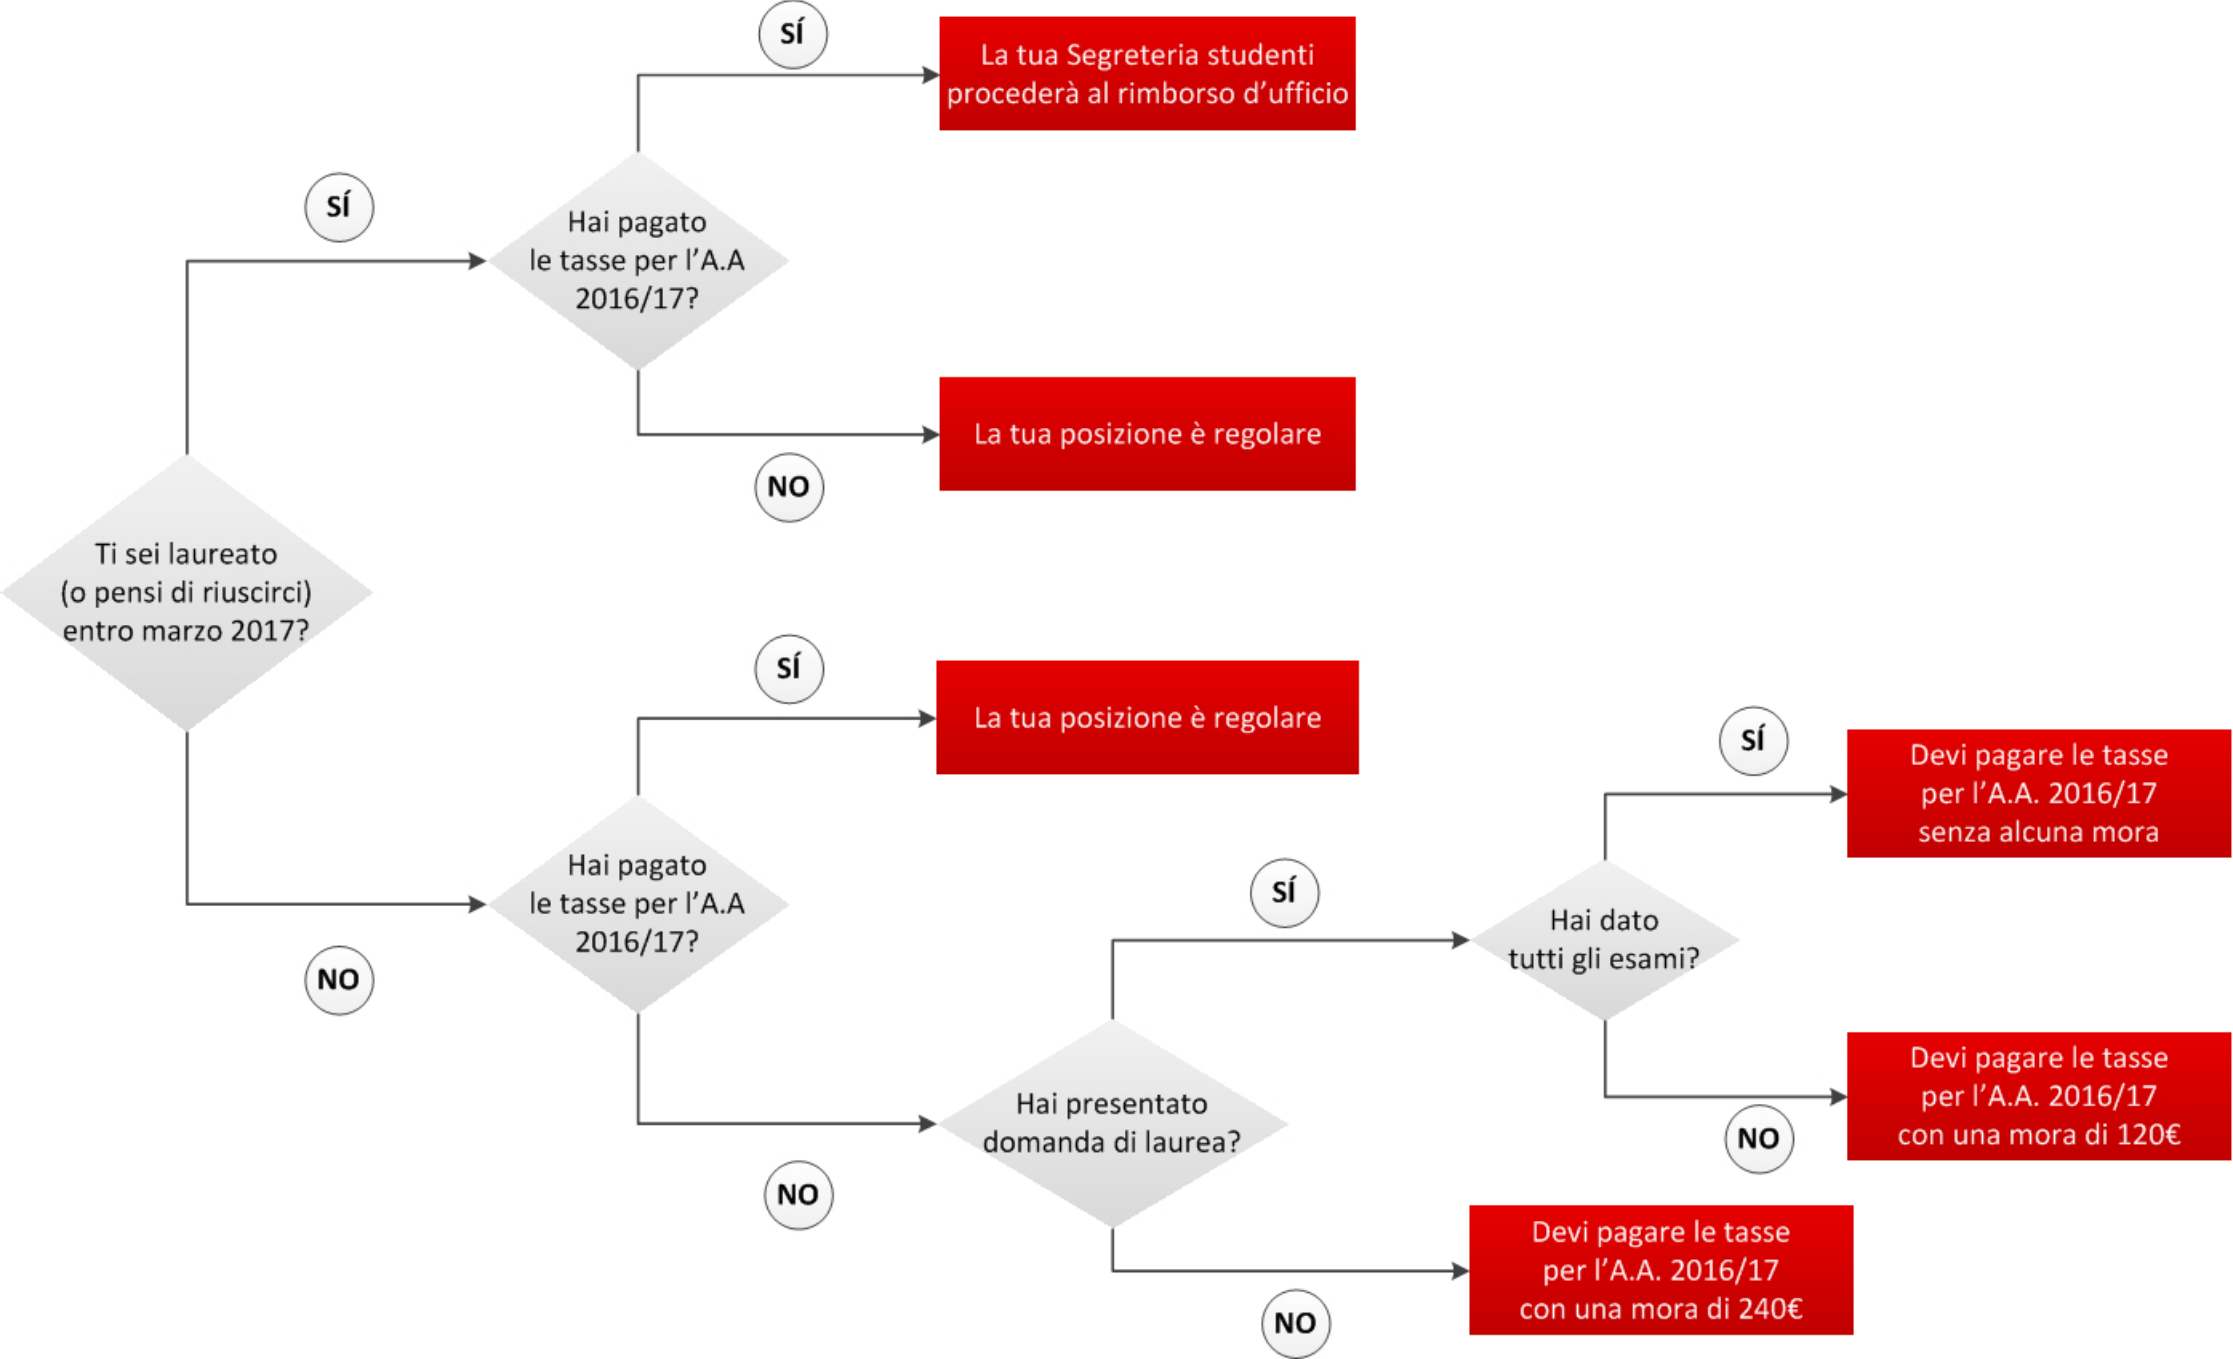 SÍ
La tua Segreteria studenti
procederà al rimborso d'ufficio
SÍ
Hai pagato
le tasse per l'A.A
2016/17?
La tua posizione è regolare
NO
Ti sei laureato
(o pensi di riuscirci)
entro marzo 2017?
SÍ
La tua posizione è regolare
SÍ
Devi pagare le tasse
per l'A.A. 2016/17
senza alcuna mora
Hai pagato
le tasse per l'A.A
2016/17?
SÍ
Hai dato
tutti gli esami?
NO
Devi pagare le tasse
per l'A.A. 2016/17
con una mora di 120€
Hai presentato
domanda di laurea?
NO
NO
Devi pagare le tasse
per l'A.A. 2016/17
con una mora di 240€
NO